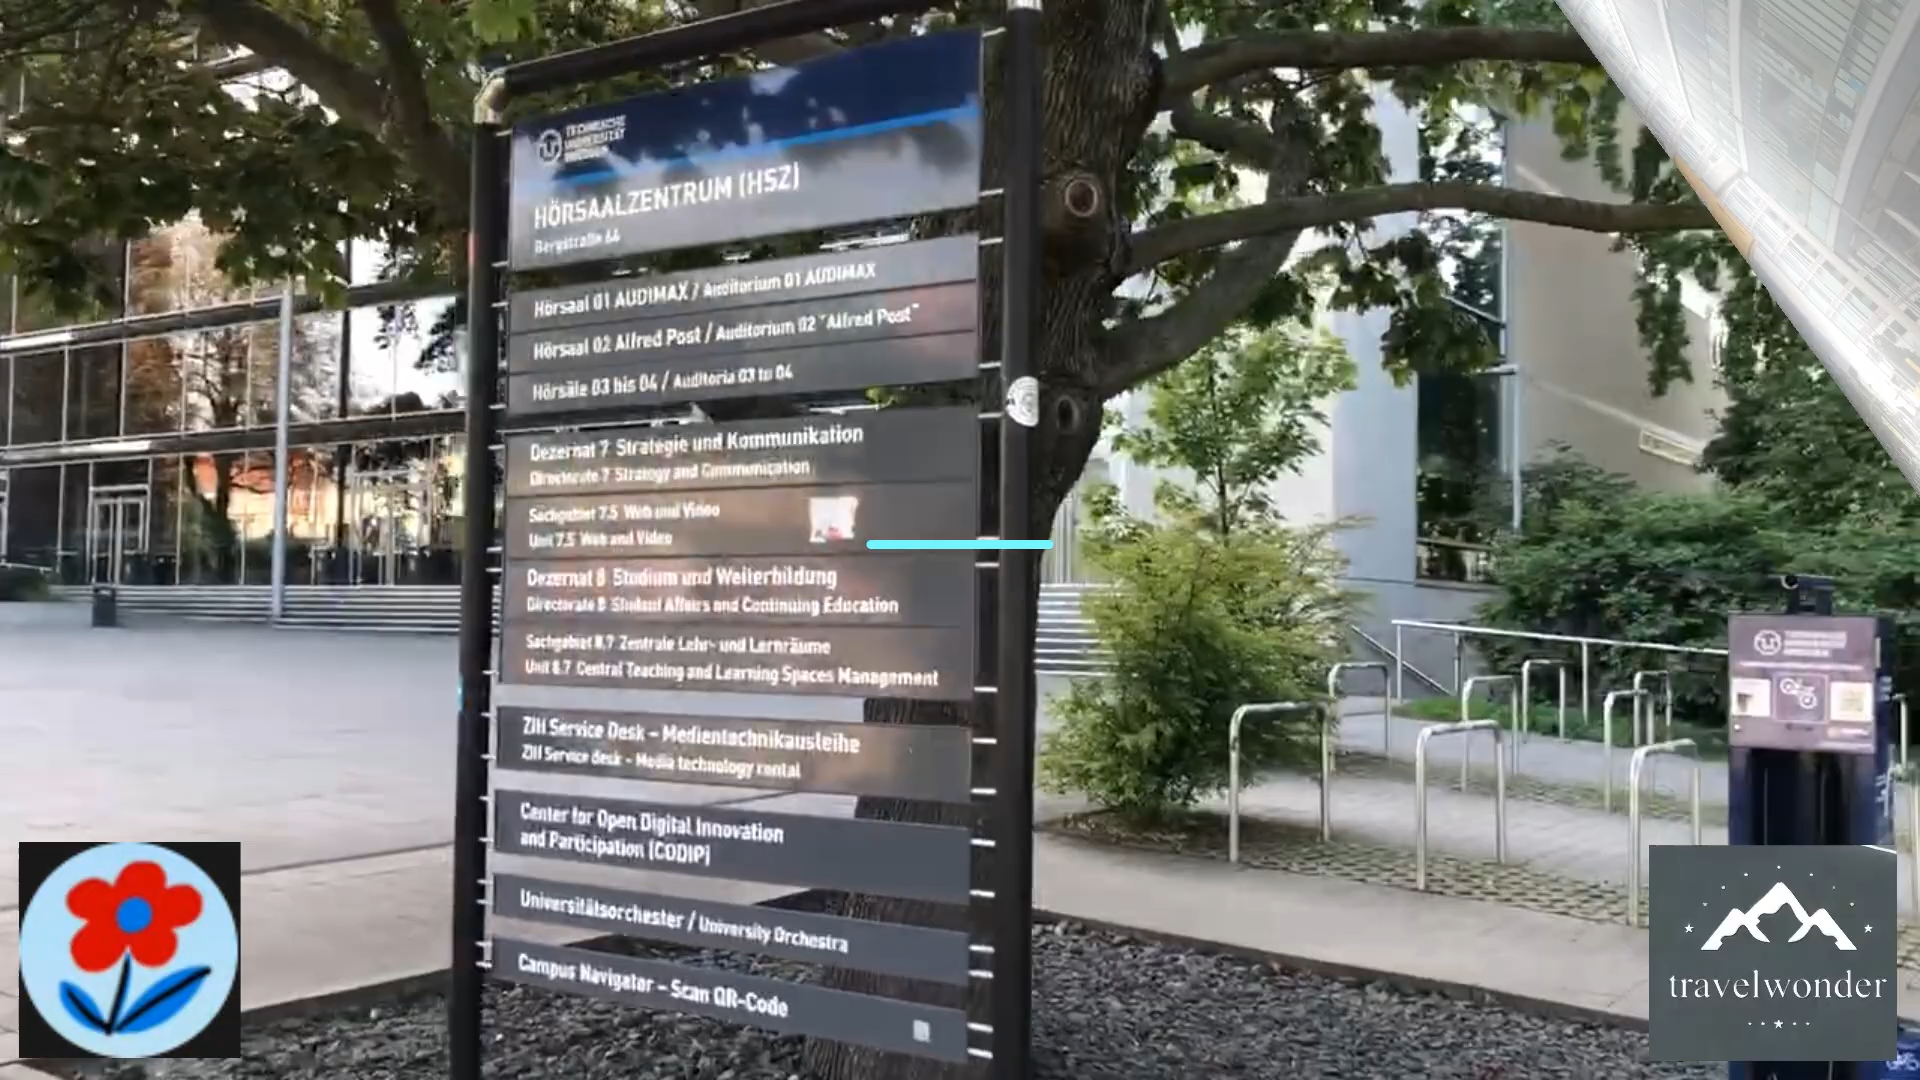 TECHNISCHE
UNIVERSITÄT
DRESDEN
HÖRSAALZENTRUM (HSZ)
Bergstraße 64
Hörsaal 01 AUDIMAX / Auditorium 01 AUDIMAX
Hörsaal 02 Alfred Post / Auditorium 02 "Alfred Post"
Hörsäle 03 bis 04 / Auditoria 03 to 04
Dezernat 7 Strategie und Kommunikation
Directorate 7 Strategy and Communication
Sachgebiet 7.5 Web und Video
Unit 7.5 Web and Video
Dezernat 8 Studium und Weiterbildung
Directorate 8 Student Affairs and Continuing Education
Sachgebiet 8.7 Zentrale Lehr- und Lernräume
Unit 8.7 Central Teaching and Learning Spaces Management
ZIH Service Desk – Medientechnikausleihe
ZIH Service desk - Media technology rental
Center for Open Digital Innovation
and Participation (CODIP)
Universitätsorchester / University Orchestra
Campus Navigator – Scan QR-Code
travelwonder